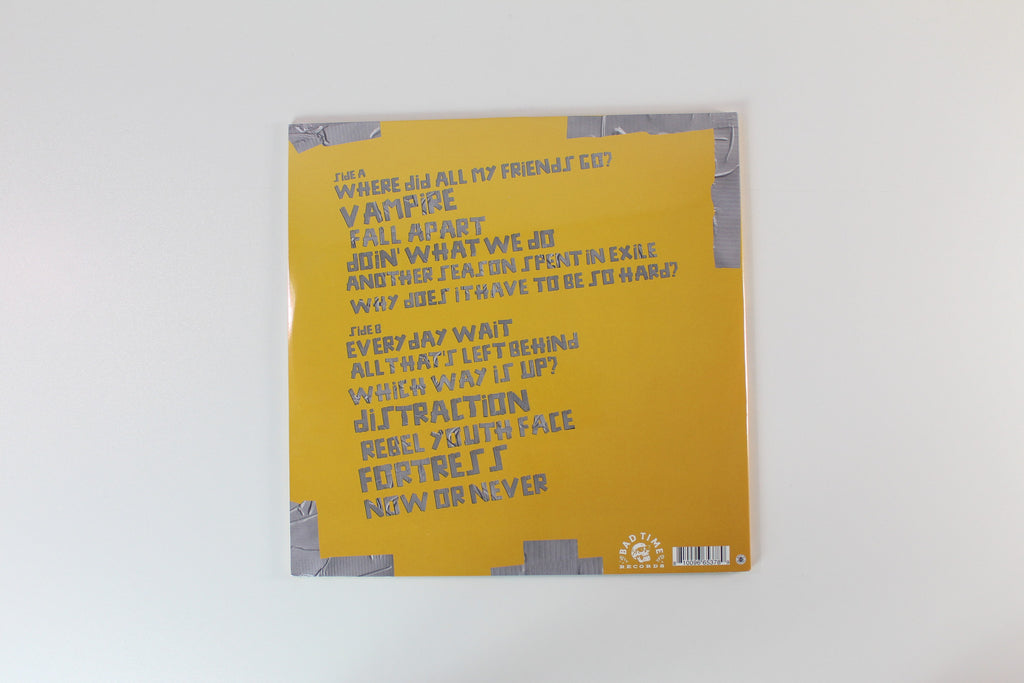 SidE A
WHERE did ALL MY FRiENdS GO?
VAMPiRE
FALL APART
dOiN' WHAT WE dO
ANOTHER SEASON SPENT IN EXILE
WHY dOES iT HAVE TO BE SO HARd?
SidE B
EVERYdAY WAiT
ALL THAT'S LEFT BEHiNd
WHiCH WAY iS UP?
diSTRACTiON
REBEL YOUTH FACE
FORTRESS
NOW OR NEVER
BAD TIME
RECORDS